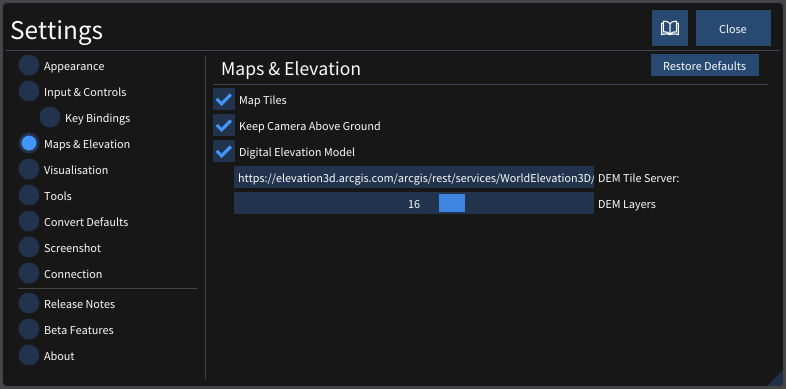 Settings
Close
Appearance
Input & Controls
Key Bindings
Maps & Elevation
Visualisation
Tools
Convert Defaults
Screenshot
Connection
Release Notes
Beta Features
About
Maps & Elevation
Restore Defaults
Map Tiles
Keep Camera Above Ground
Digital Elevation Model
https://elevation3d.arcgis.com/arcgis/rest/services/WorldElevation3D/ DEM Tile Server:
16 DEM Layers